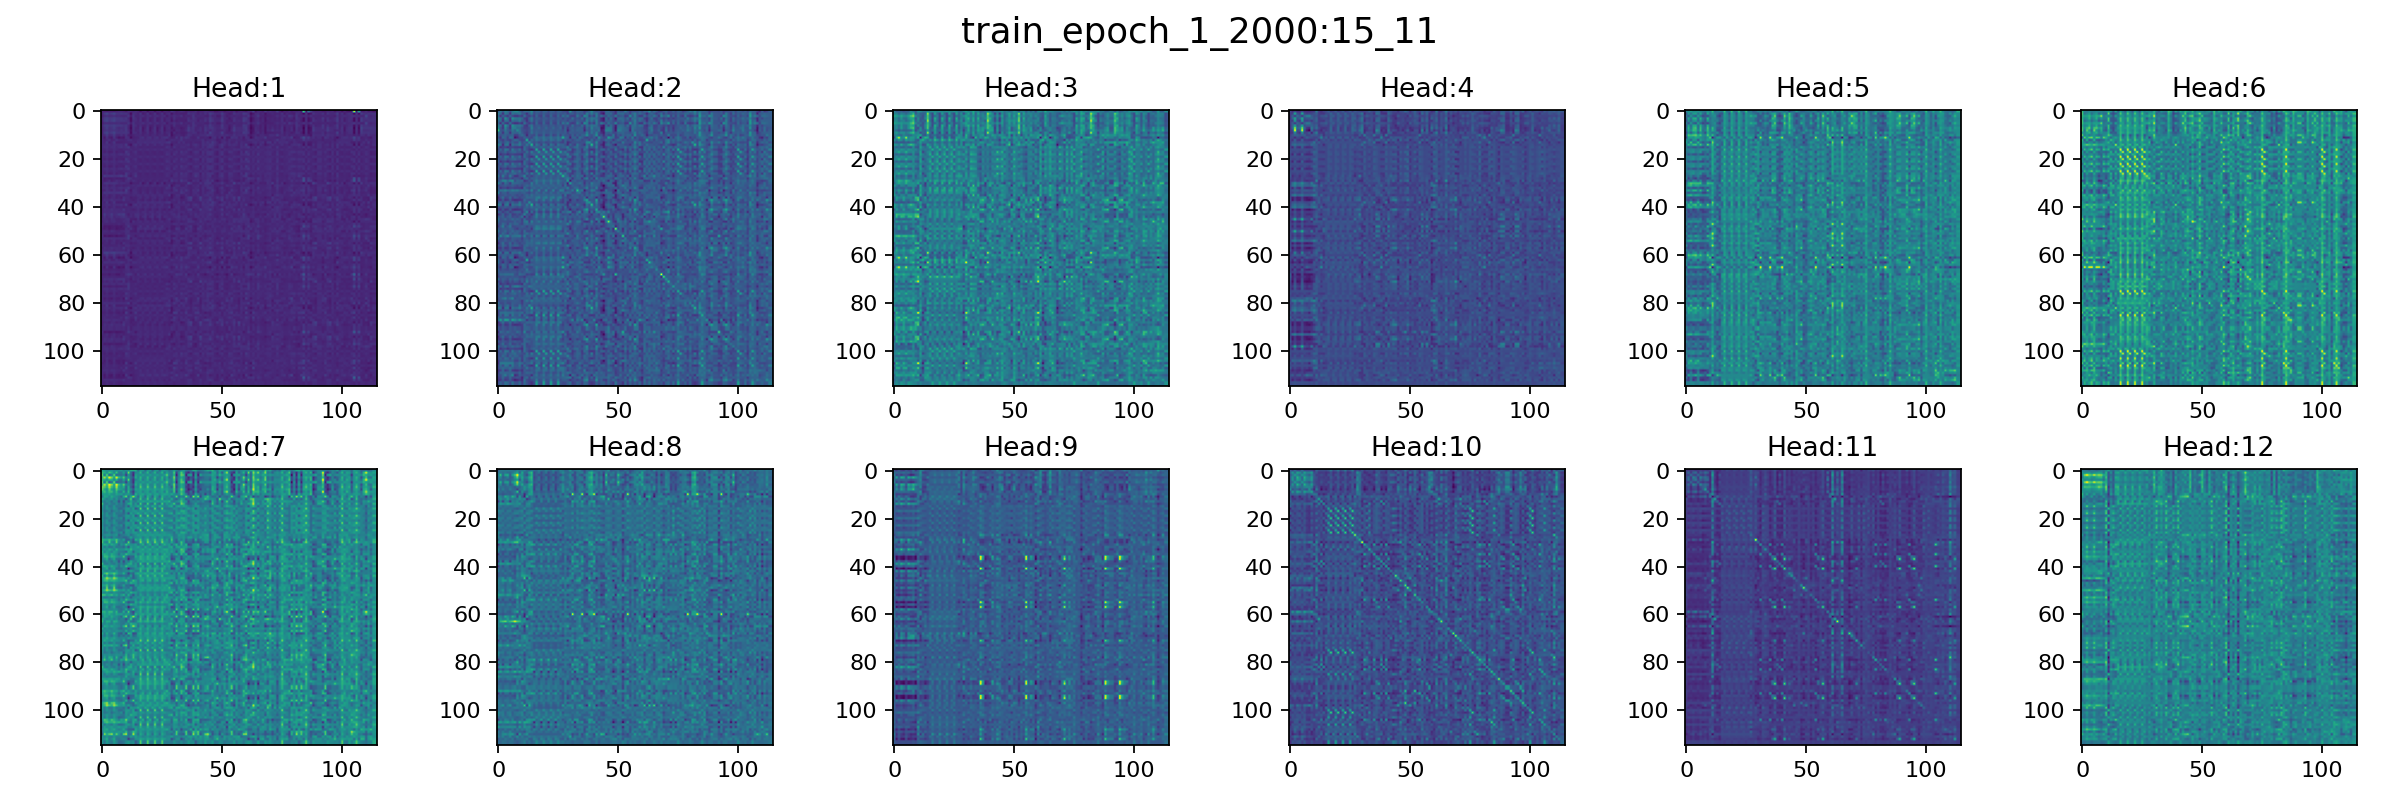 train_epoch_1_2000:15_11
Head:1 Head:2 Head:3 Head:4 Head:5 Head:6
0 0 0 0 0 0
20 20 20 20 20 20
40 40 40 40 40 40
60 60 60 60 60 60
80 80 80 80 80 80
100 100 100 100 100 100
0 50 100 0 50 100 0 50 100 0 50 100 0 50 100 0 50 100
Head:7 Head:8 Head:9 Head:10 Head:11 Head:12
0 0 0 0 0 0
20 20 20 20 20 20
40 40 40 40 40 40
60 60 60 60 60 60
80 80 80 80 80 80
100 100 100 100 100 100
0 50 100 0 50 100 0 50 100 0 50 100 0 50 100 0 50 100